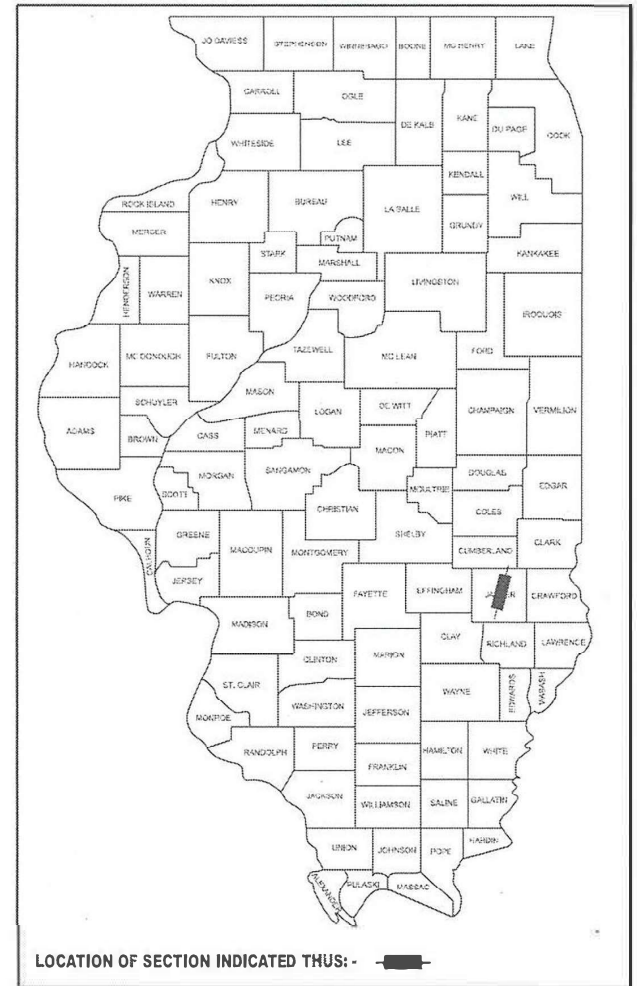 JO DAVIESS STEPHENSON WINNEBAGO BOONE MC HENRY LAKE
CARROLL OGLE DE KALB KANE DU PAGE COOK
WHITESIDE LEE KENDALL WILL
ROCK ISLAND HENRY BUREAU LA SALLE GRUNDY
MERCER PUTNAM KANKAKEE
STARK MARSHALL
HENDERSON WARREN KNOX PEORIA WOODFORD LIVINGSTON IROQUOIS
HANCOCK MC DONOUGH FULTON TAZEWELL MC LEAN FORD
SCHUYLER MASON LOGAN DE WITT CHAMPAIGN VERMILION
ADAMS BROWN CASS MENARD MACON PIATT
PIKE SCOTT MORGAN SANGAMON CHRISTIAN MOULTRIE DOUGLAS EDGAR
COLES
CALHOUN GREENE MACOUPIN MONTGOMERY SHELBY CUMBERLAND CLARK
JERSEY FAYETTE EFFINGHAM CRAWFORD
MADISON BOND CLAY RICHLAND LAWRENCE
CLINTON MARION
ST. CLAIR WASHINGTON WAYNE EDWARDS WABASH
MONROE JEFFERSON
RANDOLPH PERRY HAMILTON WHITE
FRANKLIN
JACKSON WILLIAMSON SALINE GALLATIN
UNION JOHNSON POPE HARDIN
ALEXANDER PULASKI MASSAC
LOCATION OF SECTION INDICATED THUS: -